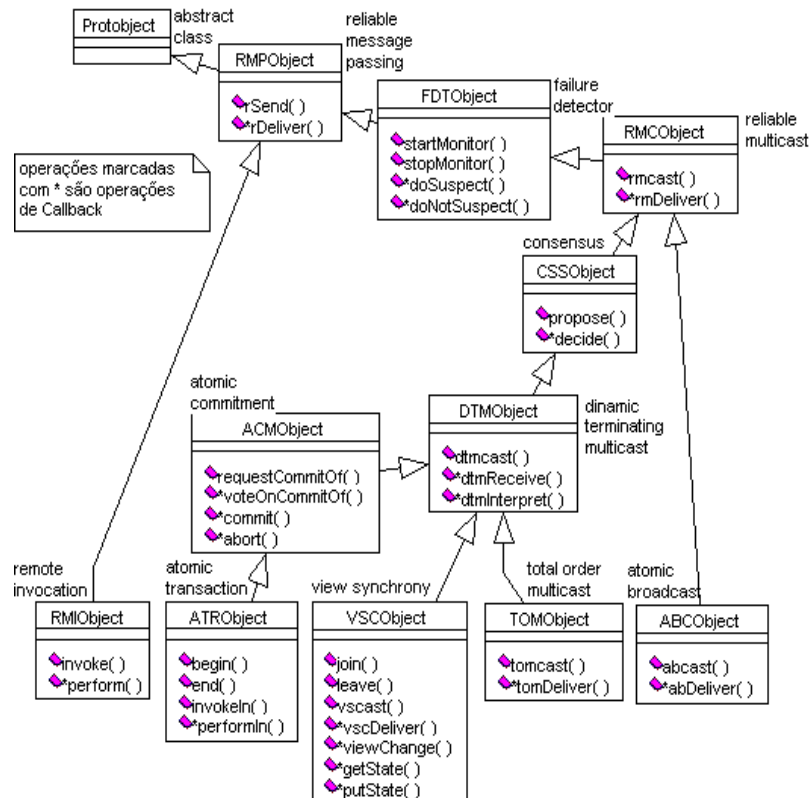 Protobject
abstract
class
RMPObject
rSend( )
*rDeliver( )
reliable
message
passing
FDTObject
startMonitor( )
stopMonitor( )
*doSuspect( )
*doNotSuspect( )
failure
detector
RMCObject
rmcast( )
*rmDeliver( )
reliable
multicast
operações marcadas
com * são operações
de Callback
consensus
CSSObject
propose( )
*decide( )
atomic
commitment
ACMObject
requestCommitOf( )
*voteOnCommitOf( )
*commit( )
*abort( )
DTMObject
dtmcast( )
*dtmReceive( )
*dtmInterpret( )
dinamic
terminating
multicast
remote
invocation
RMIObject
invoke( )
*perform( )
atomic
transaction
ATRObject
begin( )
end( )
invokeIn( )
*performIn( )
view synchrony
VSCObject
join( )
leave( )
vscast( )
*vscDeliver( )
*viewChange( )
*getState( )
*putState( )
total order
multicast
TOMObject
tomcast( )
*tomDeliver( )
atomic
broadcast
ABCObject
abcast( )
*abDeliver( )